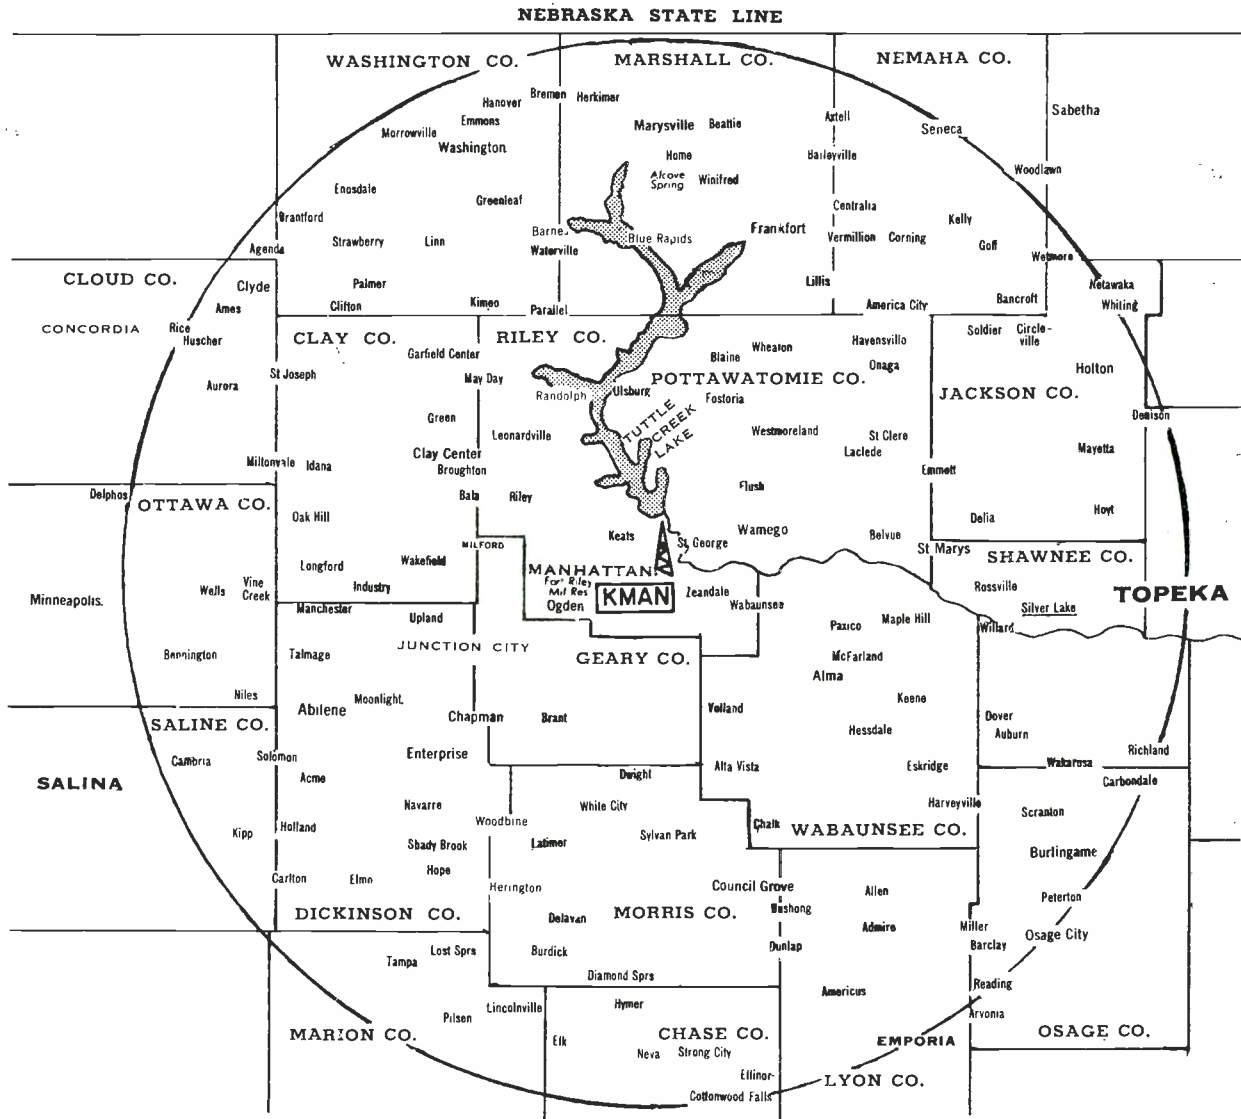 NEBRASKA STATE LINE
WASHINGTON CO.
MARSHALL CO.
NEMAHA CO.
Hanover
Bremen
Herkimer
Emmons
Morrowville
Washington
Marysville
Beattie
Axtell
Seneca
Sabetha
Home
Baileyville
Alcove
Spring
Winifred
Woodlawn
Enosdale
Greenleaf
Brantford
Strawberry
Linn
Agenda
Barnes
Waterville
Blue Rapids
Frankfort
Centralia
Vermillion
Corning
Kelly
Goff
Wetmore
CLOUD CO.
Clyde
Palmer
Ames
Clifton
Kimeo
Parallel
Lillis
America City
Bancroft
Netawaka
Whiting
CONCORDIA
Rice
Huscher
CLAY CO.
RILEY CO.
Garfield Center
Blaine
Wheaton
Havensville
Onaga
Soldier
Circle-
ville
Holton
Aurora
St Joseph
May Day
Randolph
Ulsburg
POTTAWATOMIE CO.
Fostoria
JACKSON CO.
Denison
Green
Leonardville
TUTTLE
CREEK
LAKE
Westmoreland
St Clere
Laclede
Mayetta
Miltonvale
Idana
Clay Center
Broughton
Emmett
Delphos
OTTAWA CO.
Bala
Riley
Flush
Oak Hill
Keats
St George
Wamego
Belvue
Delia
Hoyt
MILFORD
St Marys
SHAWNEE CO.
Longford
Wakefield
MANHATTAN
Fort Riley
Mil Res
Ogden
KMAN
Zeandale
Wabaunsee
Rossville
TOPEKA
Minneapolis
Wells
Vine
Creek
Industry
Manchester
Upland
Silver Lake
Willard
Paxico
Maple Hill
JUNCTION CITY
GEARY CO.
McFarland
Bennington
Talmage
Alma
Niles
Abilene
Moonlight
Keene
SALINE CO.
Chapman
Brant
Volland
Hessdale
Dover
Auburn
Cambria
Solomon
Enterprise
Richland
SALINA
Acme
Dwight
Alta Vista
Eskridge
Wakarusa
Carbondale
Navarre
White City
Harveyville
Scranton
Kipp
Holland
Woodbine
Shady Brook
Latimer
Sylvan Park
Chalk
WABAUNSEE CO.
Burlingame
Hope
Carlton
Elmo
Herington
Council Grove
Allen
Peterton
DICKINSON CO.
Delavan
MORRIS CO.
Bushong
Admire
Miller
Osage City
Barclay
Lost Sprs
Burdick
Dunlap
Tampa
Diamond Sprs
Americus
Reading
Pilsen
Lincolnville
Hymer
Arvonia
MARION CO.
Elk
CHASE CO.
EMPORIA
OSAGE CO.
Neva
Strong City
Ellinor
LYON CO.
Cottonwood Falls